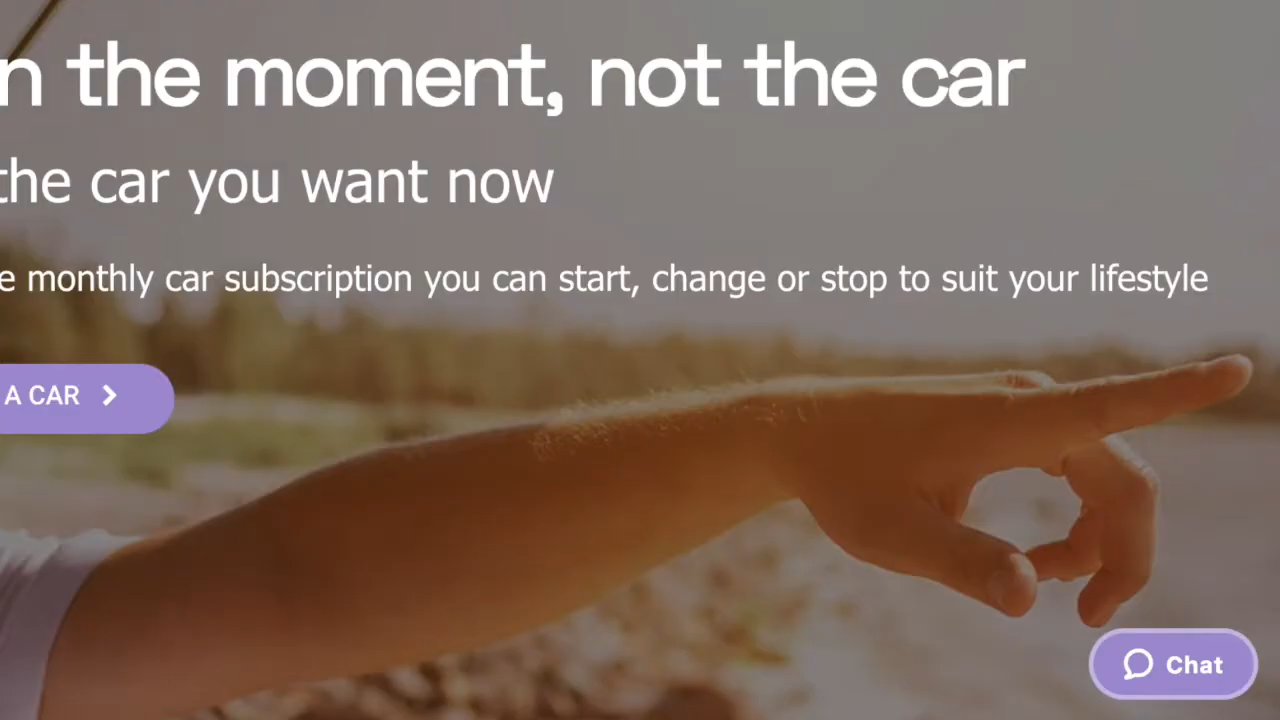 n the moment, not the car
the car you want now
e monthly car subscription you can start, change or stop to suit your lifestyle
A CAR
Chat